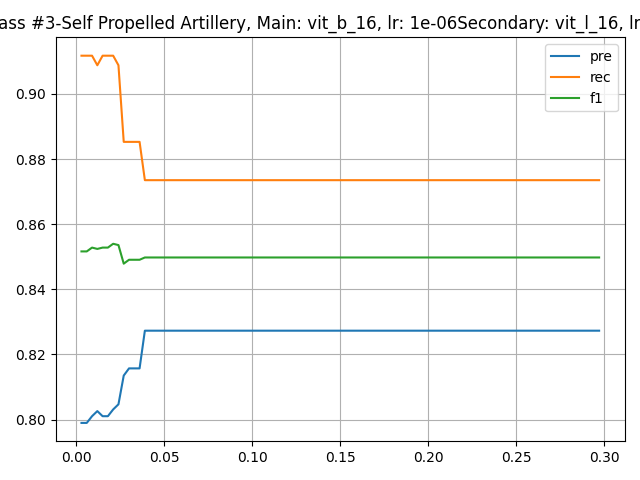 ass #3-Self Propelled Artillery, Main: vit_b_16, lr: 1e-06Secondary: vit_l_16, lr
pre
rec
f1
0.90
0.88
0.86
0.84
0.82
0.80
0.00 0.05 0.10 0.15 0.20 0.25 0.30